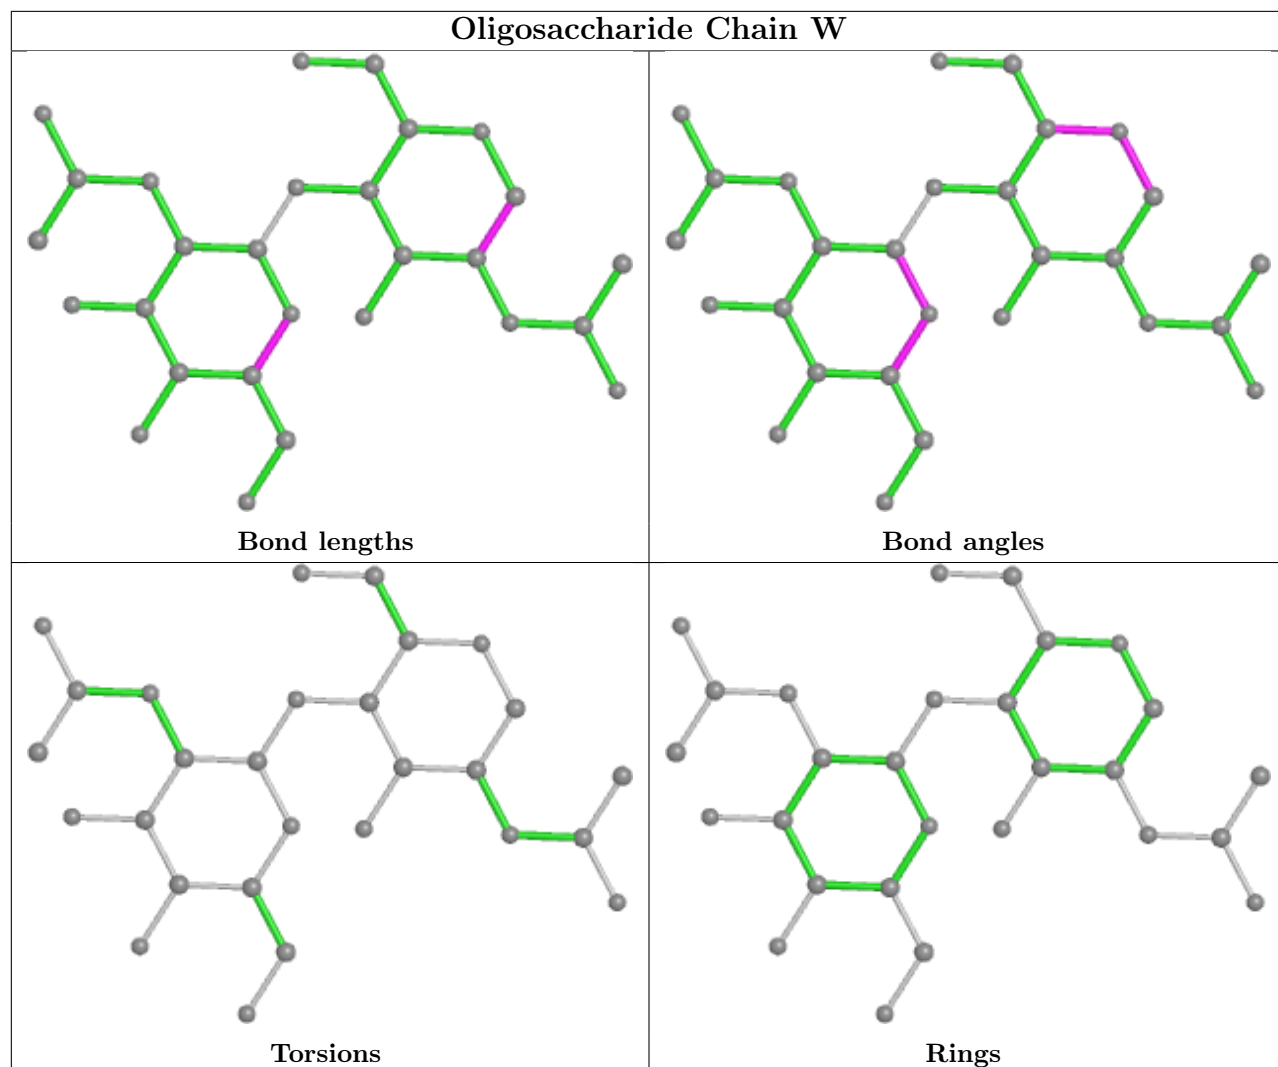 Oligosaccharide Chain W
Bond lengths
Bond angles
Torsions
Rings